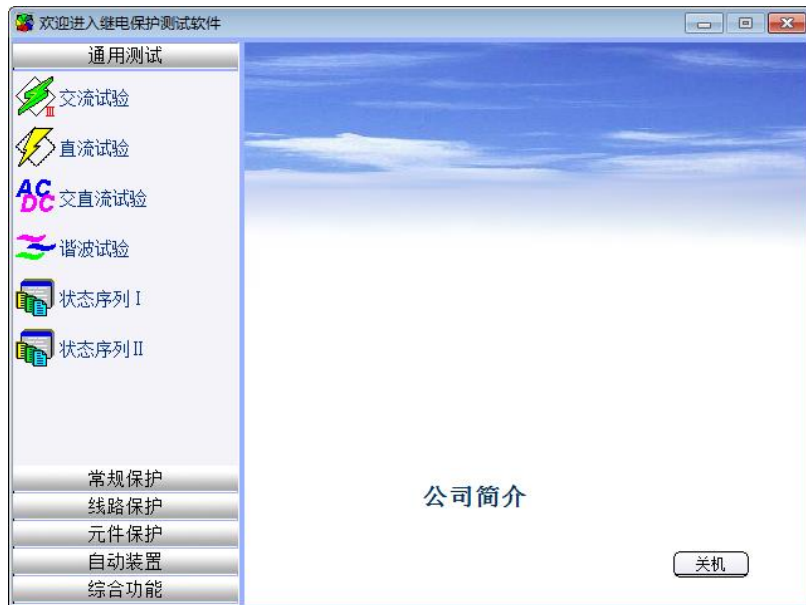 欢迎进入继电保护测试软件
通用测试
交流试验
直流试验
AC
DC 交直流试验
谐波试验
状态序列 I
状态序列 II
常规保护
线路保护
元件保护
自动装置
综合功能
公司简介
关机